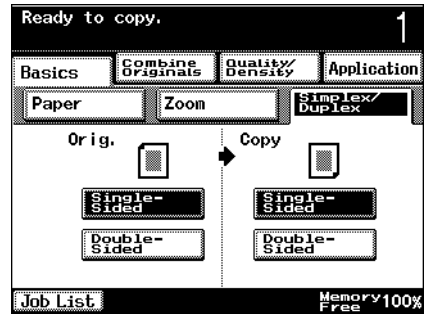 Ready to copy.
1
Basics
Combine
Originals
Quality/
Density
Application
Paper
Zoom
Simplex/
Duplex
Orig.
Copy
Single-
Sided
Single-
Sided
Double-
Sided
Double-
Sided
Job List
Memory
Free
100%